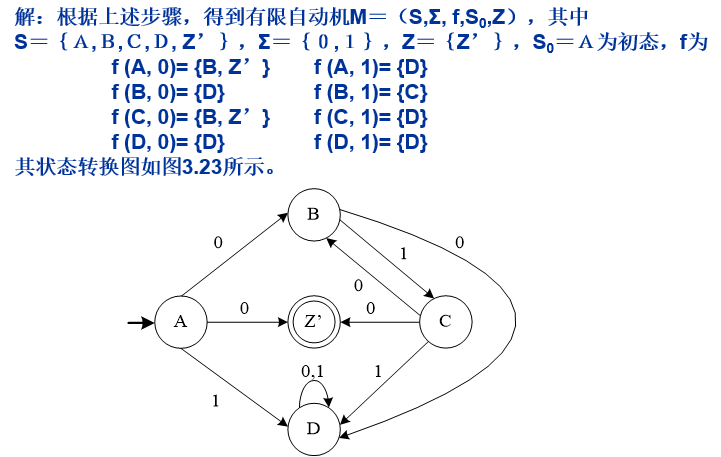 解：根据上述步骤，得到有限自动机M＝（S,Σ, f,S₀,Z），其中
S＝｛A,B,C,D,Z’｝,Σ＝｛0,1｝,Z＝｛Z’｝,S₀＝A为初态，f为
f (A, 0)= {B, Z’} f (A, 1)= {D}
f (B, 0)= {D} f (B, 1)= {C}
f (C, 0)= {B, Z’} f (C, 1)= {D}
f (D, 0)= {D} f (D, 1)= {D}
其状态转换图如图3.23所示。
B
0
0
1
0
A
0
Z’
0
C
0,1
1
1
D